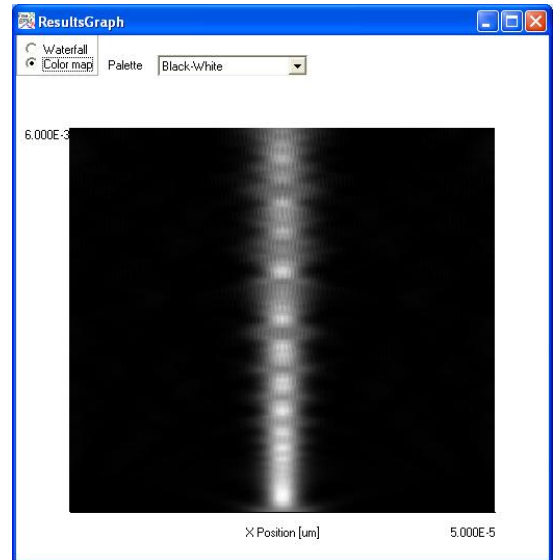 ResultsGraph
Waterfall
Color map
Palette
Black-White
6.000E-3
X Position [um]
5.000E-5